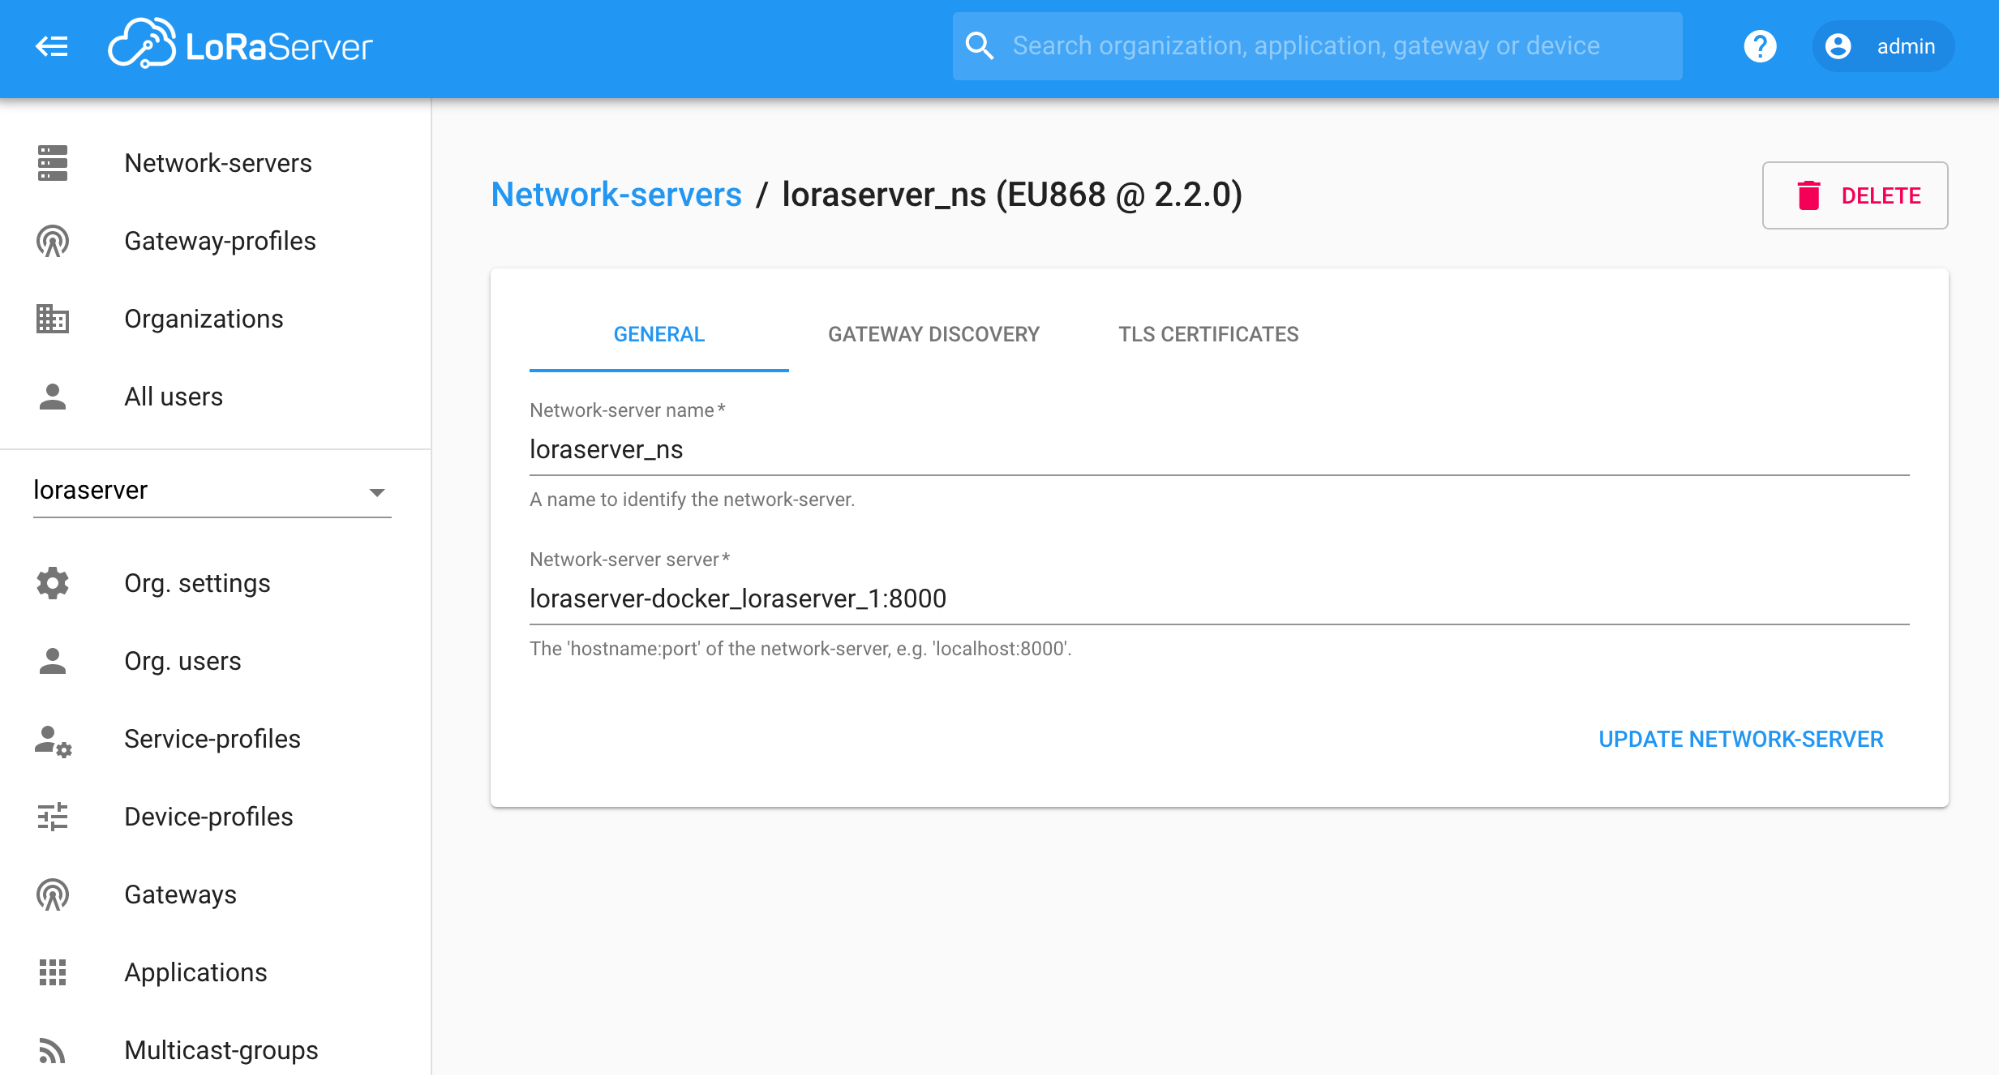 LoRaServer
Search organization, application, gateway or device
admin
Network-servers
Gateway-profiles
Organizations
All users
loraserver
Org. settings
Org. users
Service-profiles
Device-profiles
Gateways
Applications
Multicast-groups
Network-servers / loraserver_ns (EU868 @ 2.2.0)
DELETE
GENERAL GATEWAY DISCOVERY TLS CERTIFICATES
Network-server name *
loraserver_ns
A name to identify the network-server.
Network-server server *
loraserver-docker_loraserver_1:8000
The 'hostname:port' of the network-server, e.g. 'localhost:8000'.
UPDATE NETWORK-SERVER